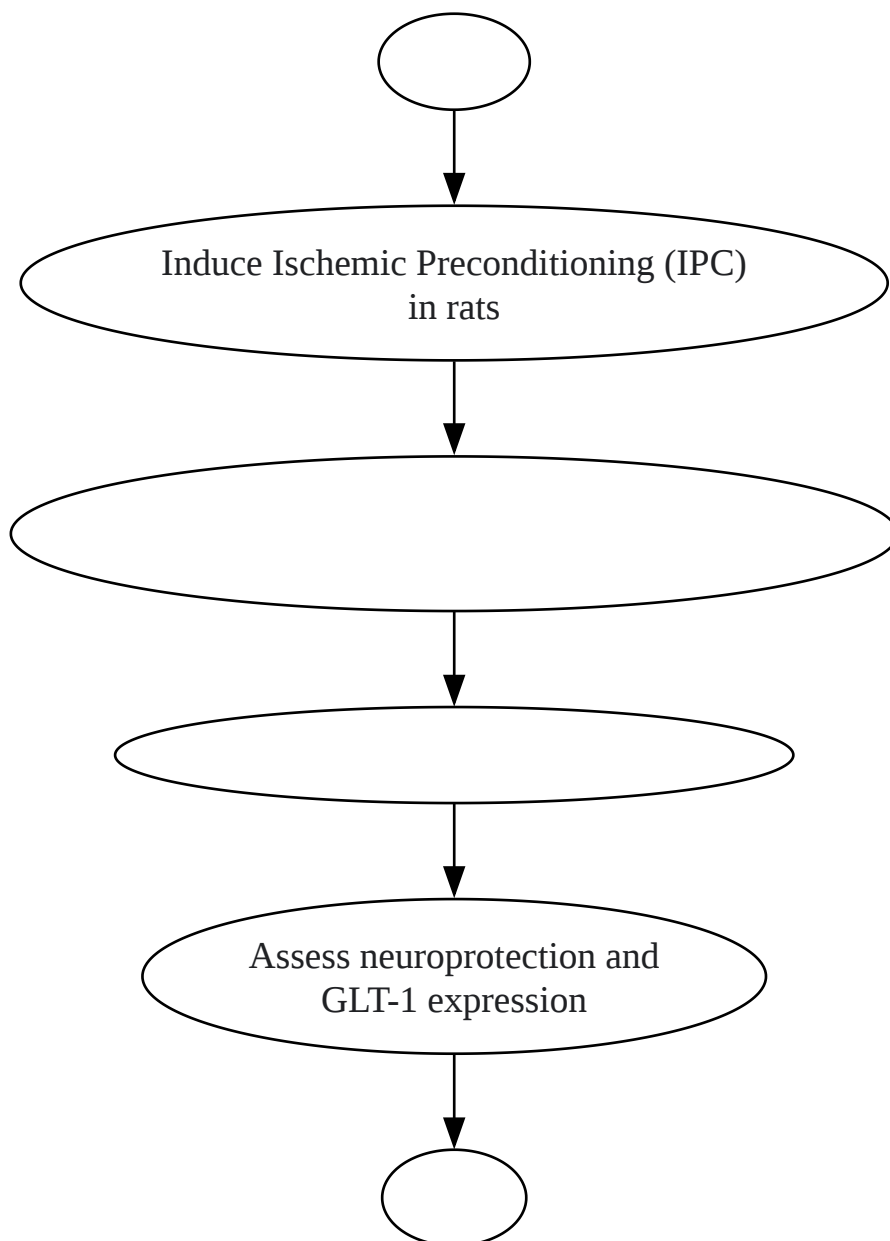 Induce Ischemic Preconditioning (IPC)
in rats
Assess neuroprotection and
GLT-1 expression